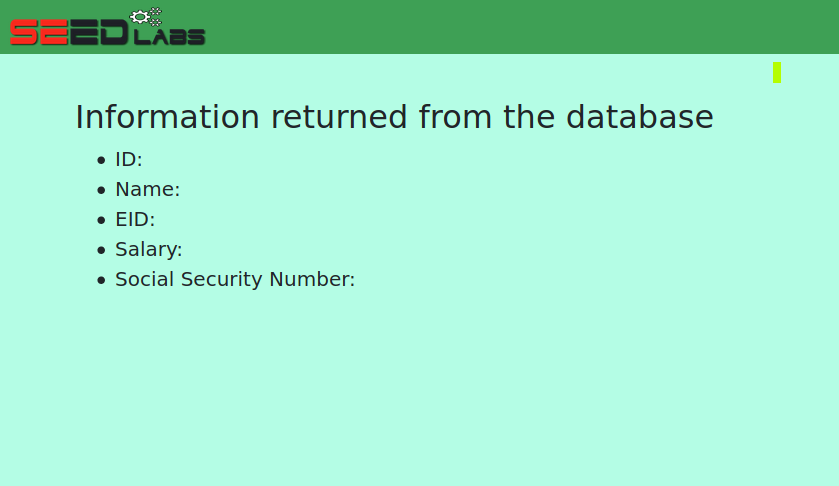 SEED LABS
Information returned from the database
ID:
Name:
EID:
Salary:
Social Security Number: